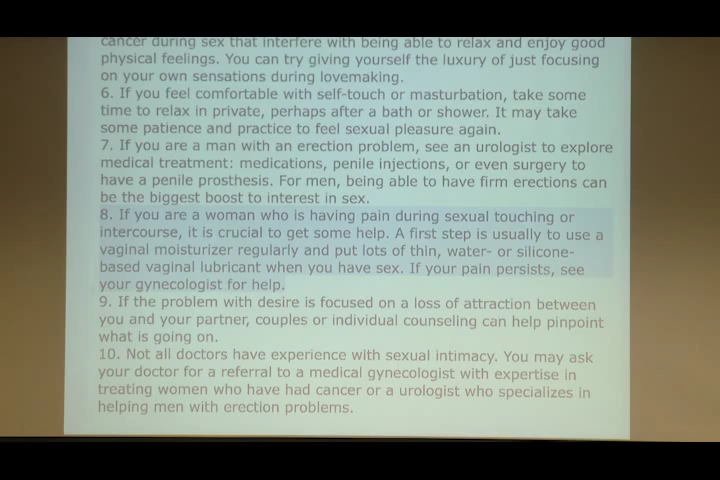 cancer during sex that interfere with being able to relax and enjoy good
physical feelings. You can try giving yourself the luxury of just focusing
on your own sensations during lovemaking.
6. If you feel comfortable with self-touch or masturbation, take some
time to relax in private, perhaps after a bath or shower. It may take
some patience and practice to feel sexual pleasure again.
7. If you are a man with an erection problem, see an urologist to explore
medical treatment: medications, penile injections, or even surgery to
have a penile prosthesis. For men, being able to have firm erections can
be the biggest boost to interest in sex.
8. If you are a woman who is having pain during sexual touching or
intercourse, it is crucial to get some help. A first step is usually to use a
vaginal moisturizer regularly and put lots of thin, water- or silicone-
based vaginal lubricant when you have sex. If your pain persists, see
your gynecologist for help.
9. If the problem with desire is focused on a loss of attraction between
you and your partner, couples or individual counseling can help pinpoint
what is going on.
10. Not all doctors have experience with sexual intimacy. You may ask
your doctor for a referral to a medical gynecologist with expertise in
treating women who have had cancer or a urologist who specializes in
helping men with erection problems.